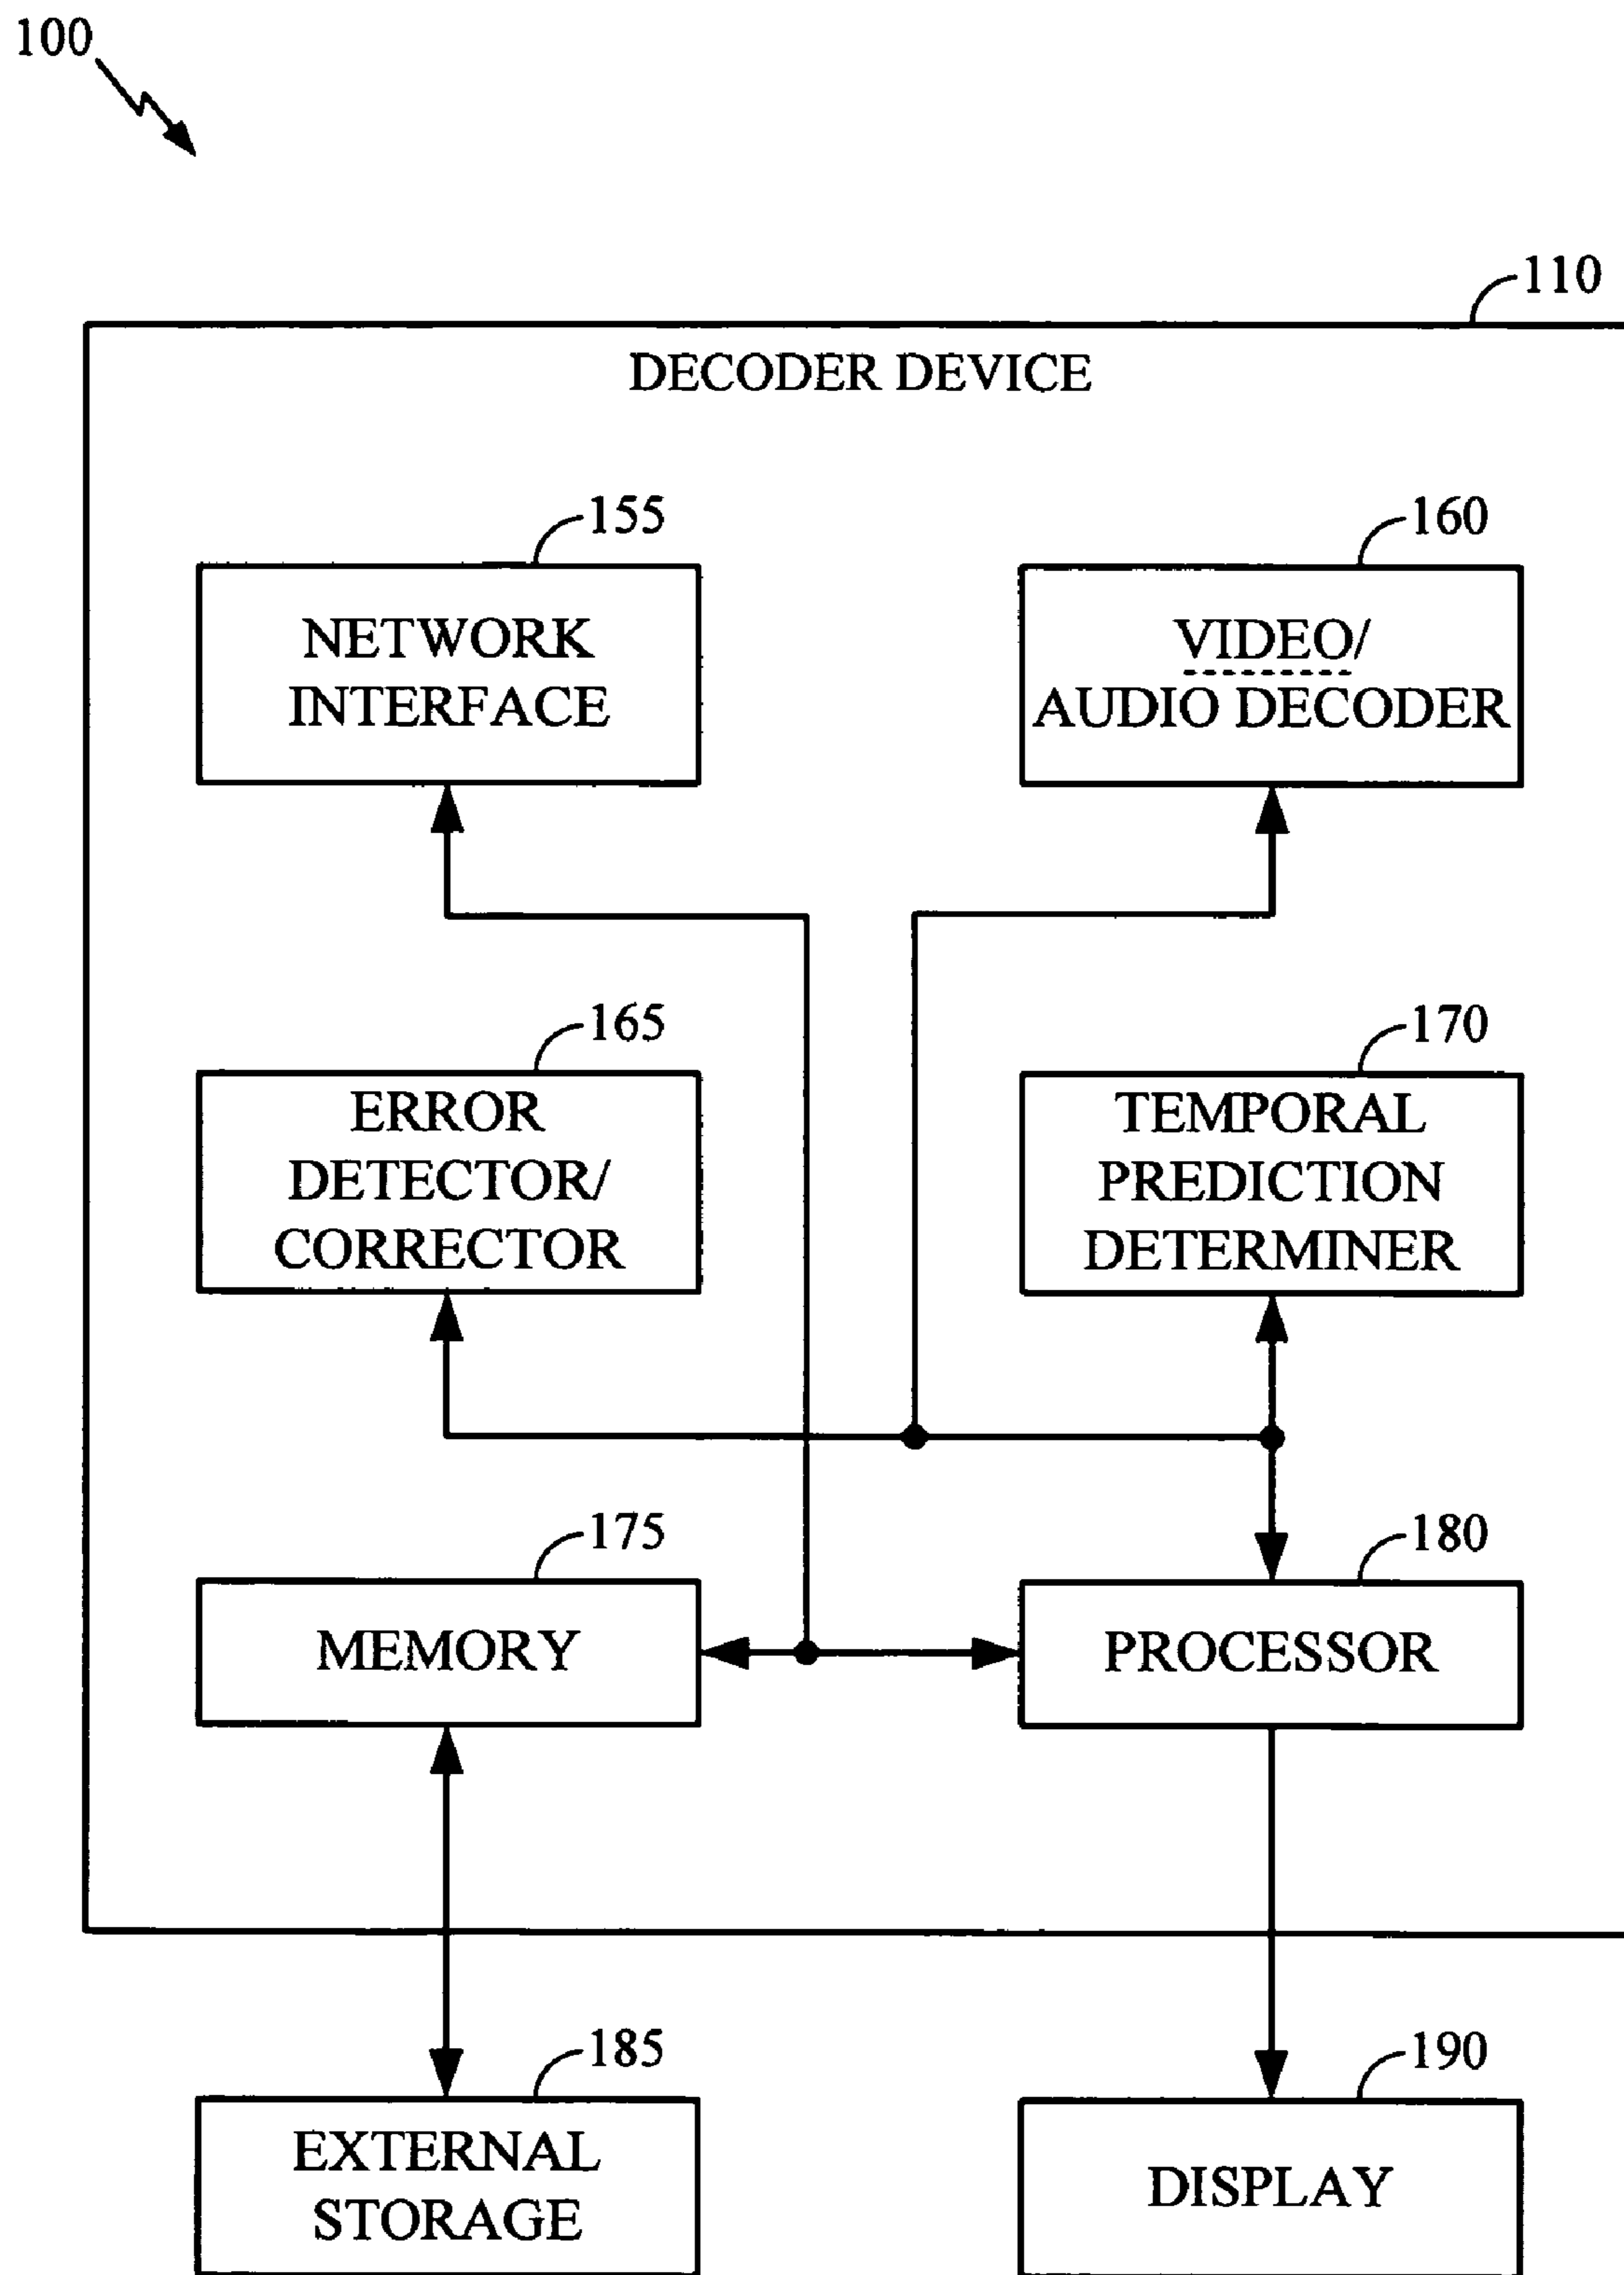 100
110
DECODER DEVICE
155
NETWORK
INTERFACE
160
VIDEO/
AUDIO DECODER
165
ERROR
DETECTOR/
CORRECTOR
170
TEMPORAL
PREDICTION
DETERMINER
175
MEMORY
180
PROCESSOR
185
EXTERNAL
STORAGE
190
DISPLAY